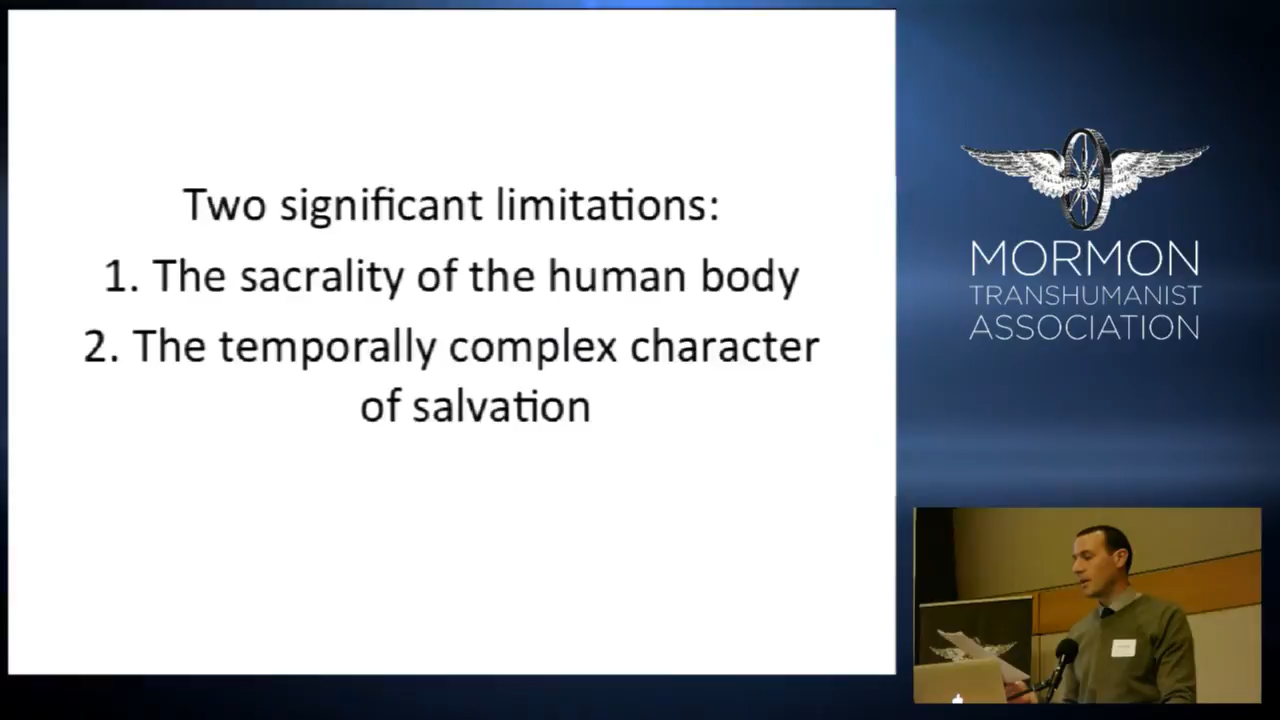 Two significant limitations:
1. The sacrality of the human body
2. The temporally complex character
of salvation
MORMON
TRANSHUMANIST
ASSOCIATION